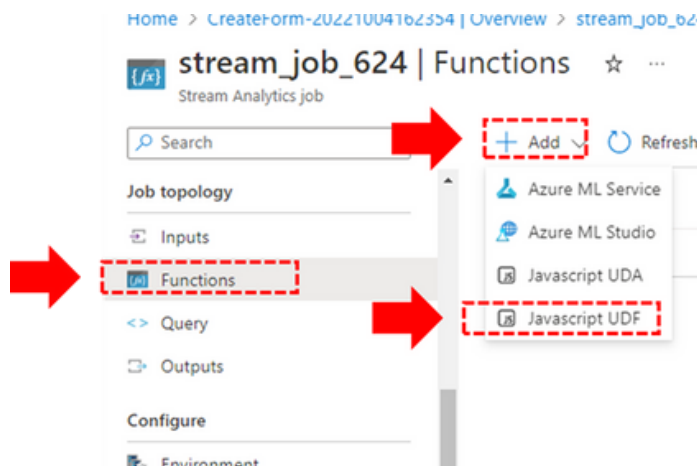 Home > CreateForm-20221004162354 | Overview > stream_job_62
stream_job_624 | Functions
Stream Analytics job
Search
Add
Refresh
Job topology
Inputs
Functions
Query
Outputs
Configure
Environment
Azure ML Service
Azure ML Studio
Javascript UDA
Javascript UDF